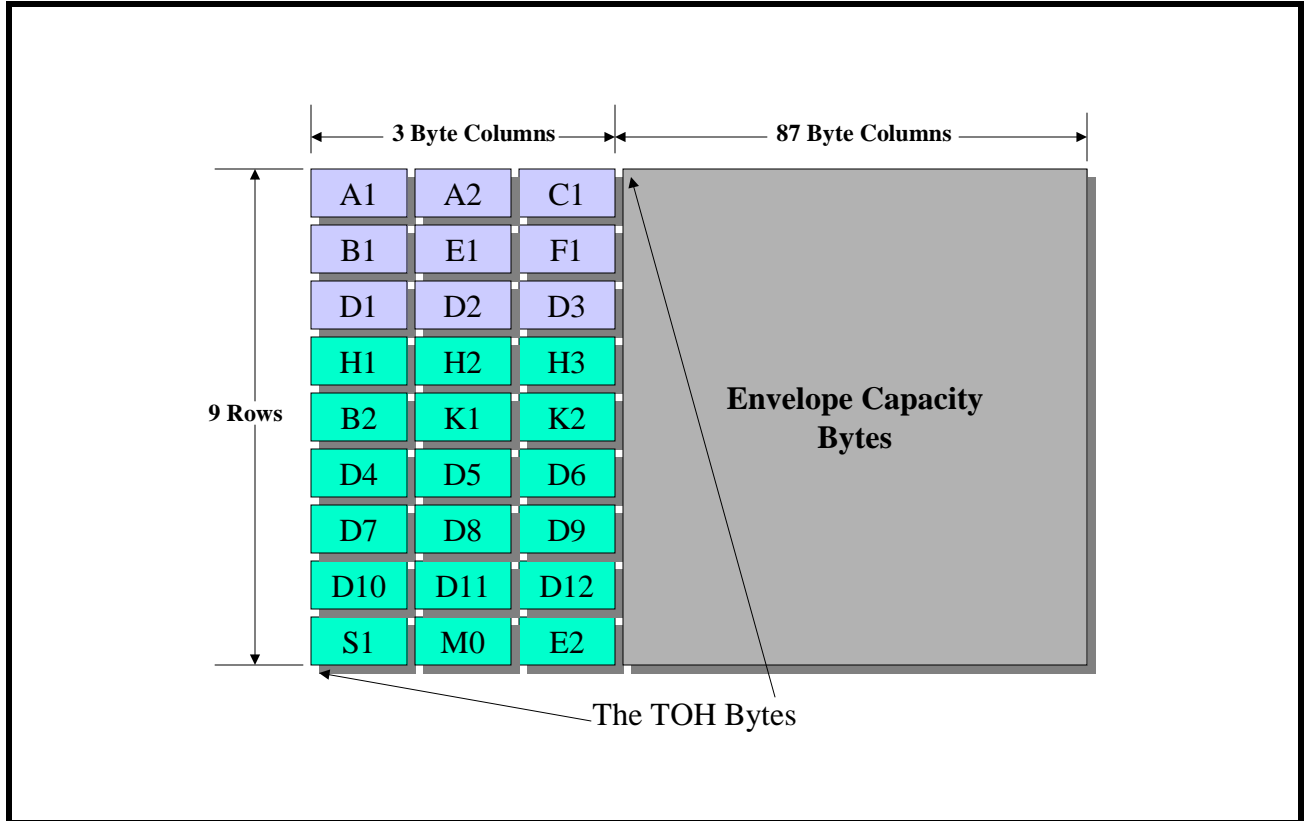 3 Byte Columns 87 Byte Columns
A1 A2 C1
B1 E1 F1
D1 D2 D3
H1 H2 H3
9 Rows
B2 K1 K2
Envelope Capacity
Bytes
D4 D5 D6
D7 D8 D9
D10 D11 D12
S1 M0 E2
The TOH Bytes